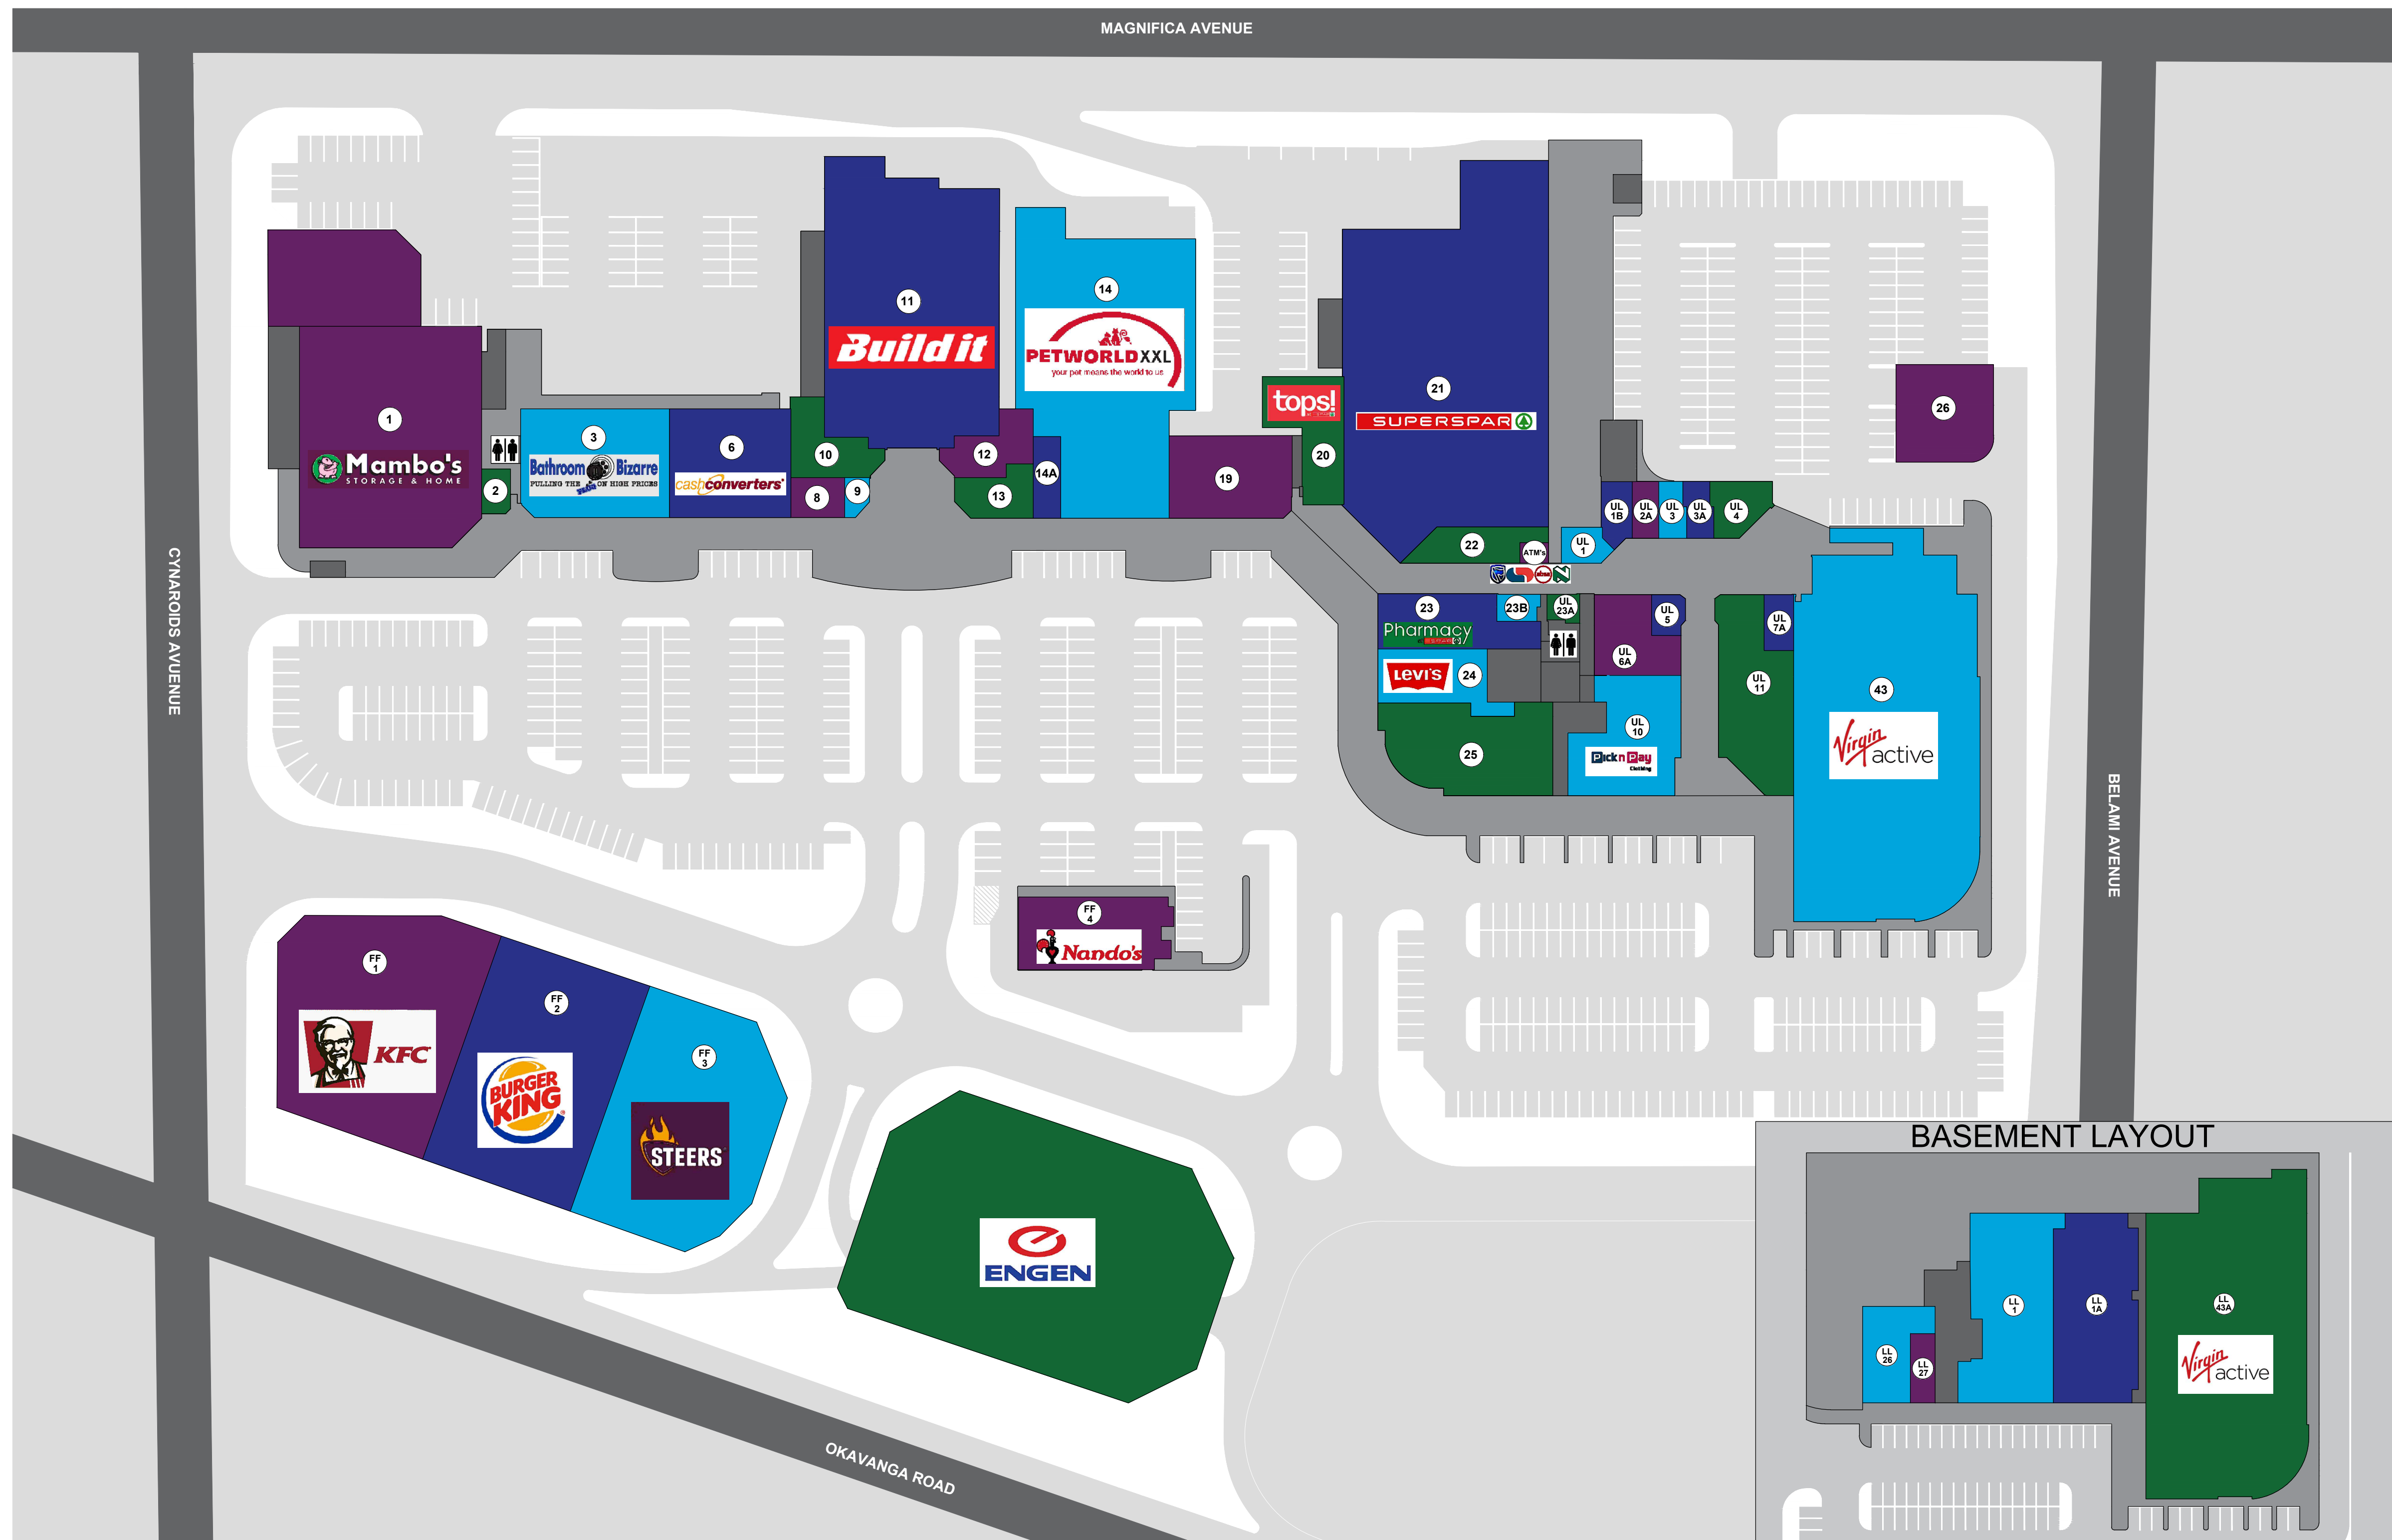 MAGNIFICA AVENUE
CYNAROIDS AVUENUE
BELAMI AVENUE
OKAVANGA ROAD
1
Mambo's
STORAGE & HOME
2
3
Bathroom Bizarre
PULLING THE PLUG ON HIGH PRICES
6
cash converters
8
9
10
11
Build it
12
13
14A
14
PETWORLD XXL
your pet means the world to us
19
tops!
20
21
SUPERSPAR
22
ATM's
absa
UL
1
UL
1B
UL
2A
UL
3
UL
3A
UL
4
26
23
Pharmacy
23B
UL
23A
UL
5
UL
6A
LEVI'S
24
25
UL
10
Pick n Pay
Clothing
UL
7A
UL
11
43
Virgin
active
FF
4
Nando's
FF
1
KFC
FF
2
BURGER
KING
FF
3
STEERS
ENGEN
BASEMENT LAYOUT
LL
26
LL
27
LL
1
LL
1A
LL
43A
Virgin
active